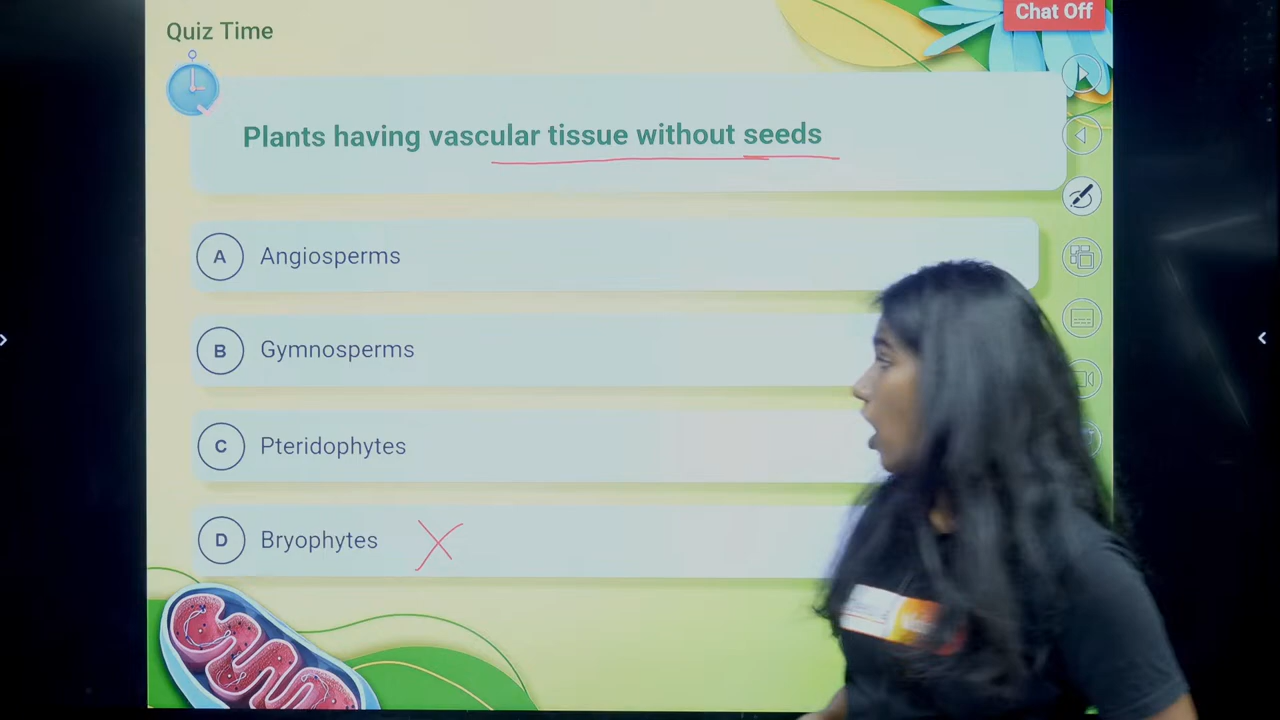 Chat Off
Quiz Time
Plants having vascular tissue without seeds
A Angiosperms
B Gymnosperms
C Pteridophytes
D Bryophytes